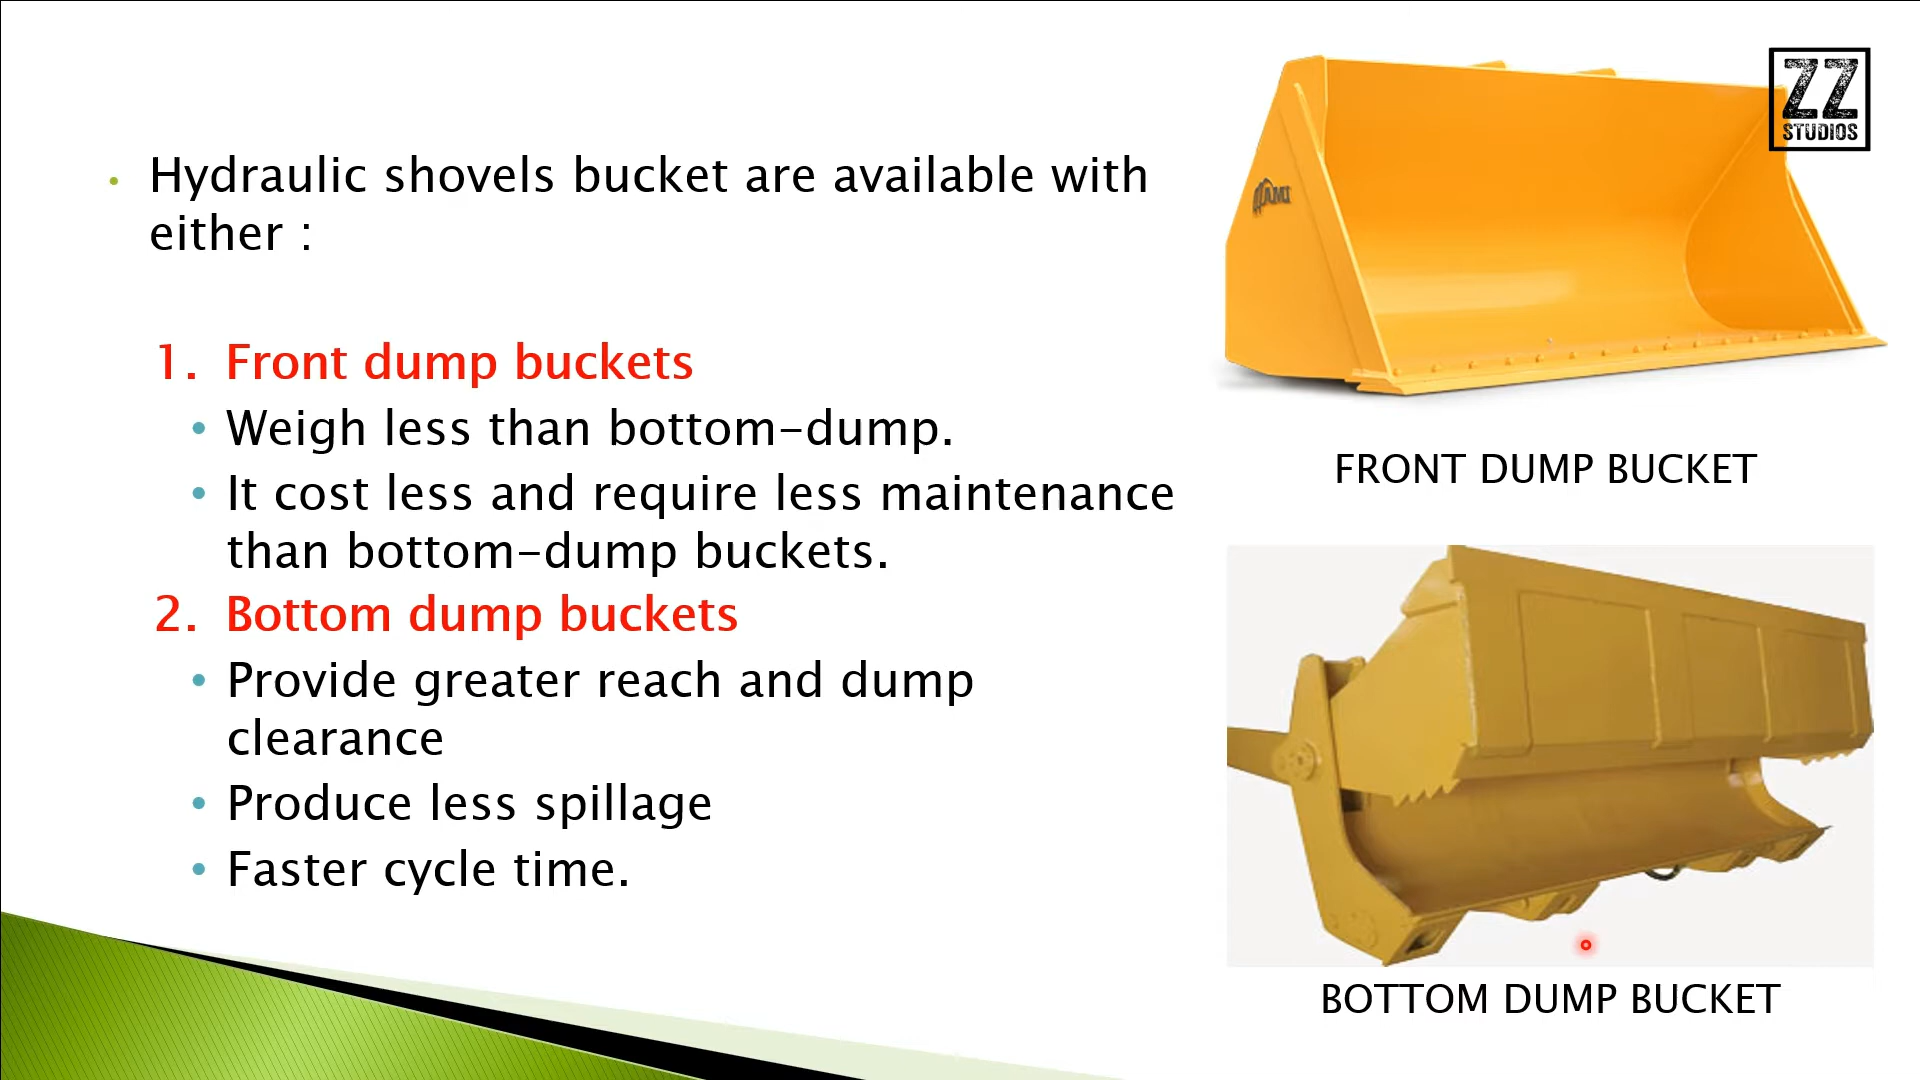 Hydraulic shovels bucket are available with
either :
1. Front dump buckets
• Weigh less than bottom-dump.
• It cost less and require less maintenance
than bottom-dump buckets.
2. Bottom dump buckets
• Provide greater reach and dump
clearance
• Produce less spillage
• Faster cycle time.
ZZ
STUDIOS
FRONT DUMP BUCKET
BOTTOM DUMP BUCKET